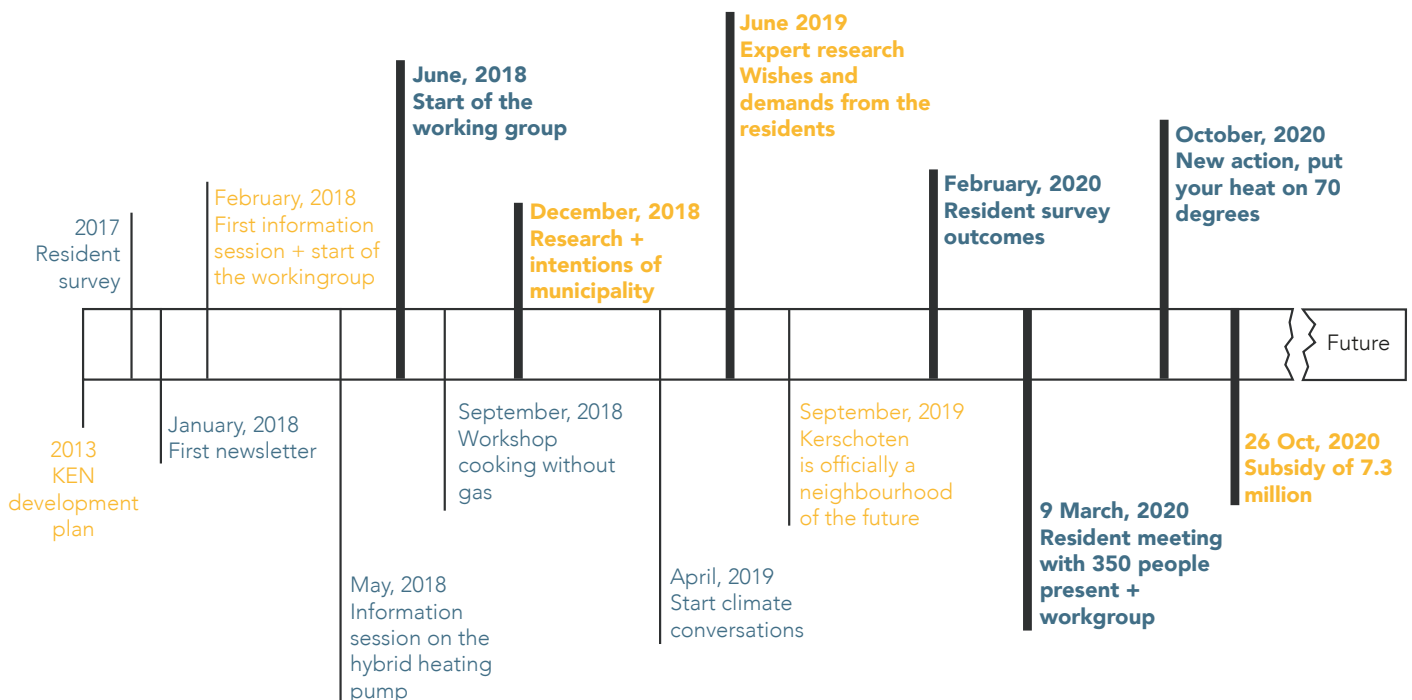 2017
Resident
survey
February, 2018
First information
session + start of
the workingroup
June, 2018
Start of the
working group
December, 2018
Research +
intentions of
municipality
June 2019
Expert research
Wishes and
demands from the
residents
February, 2020
Resident survey
outcomes
October, 2020
New action, put
your heat on 70
degrees
Future
2013
KEN
development
plan
January, 2018
First newsletter
May, 2018
Information
session on the
hybrid heating
pump
September, 2018
Workshop
cooking without
gas
April, 2019
Start climate
conversations
September, 2019
Kerschoten
is officially a
neighbourhood
of the future
9 March, 2020
Resident meeting
with 350 people
present +
workgroup
26 Oct, 2020
Subsidy of 7.3
million